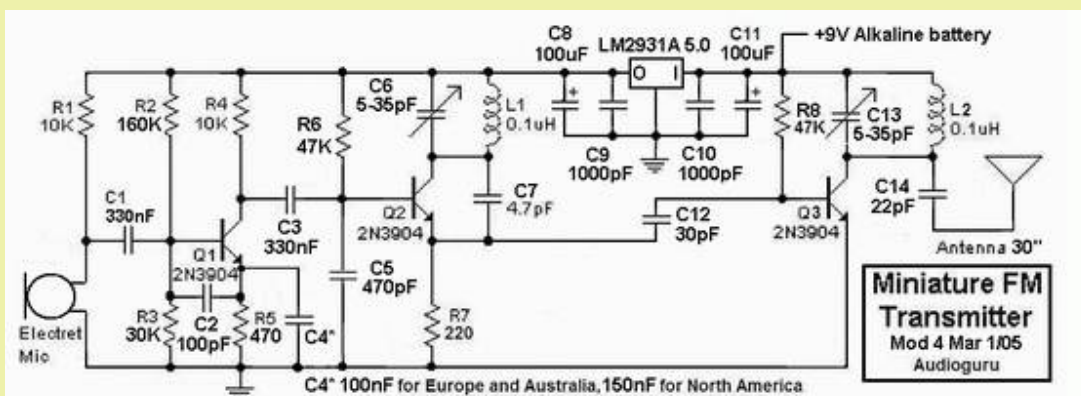 C8
100uF
LM2931A 5.0
C11
100uF
+9V Alkaline battery
O
I
R1
10K
R2
160K
R4
10K
C6
5-35pF
L1
0.1uH
R6
47K
C9
1000pF
C10
1000pF
R8
47K
C13
5-35pF
L2
0.1uH
C1
330nF
C3
330nF
Q1
2N3904
Q2
2N3904
C7
4.7pF
C12
30pF
Q3
2N3904
C14
22pF
Antenna 30"
C5
470pF
Electret
Mic
R3
30K
C2
100pF
R5
470
C4*
R7
220
C4* 100nF for Europe and Australia,150nF for North America
Miniature FM
Transmitter
Mod 4 Mar 1/05
Audioguru
+
+